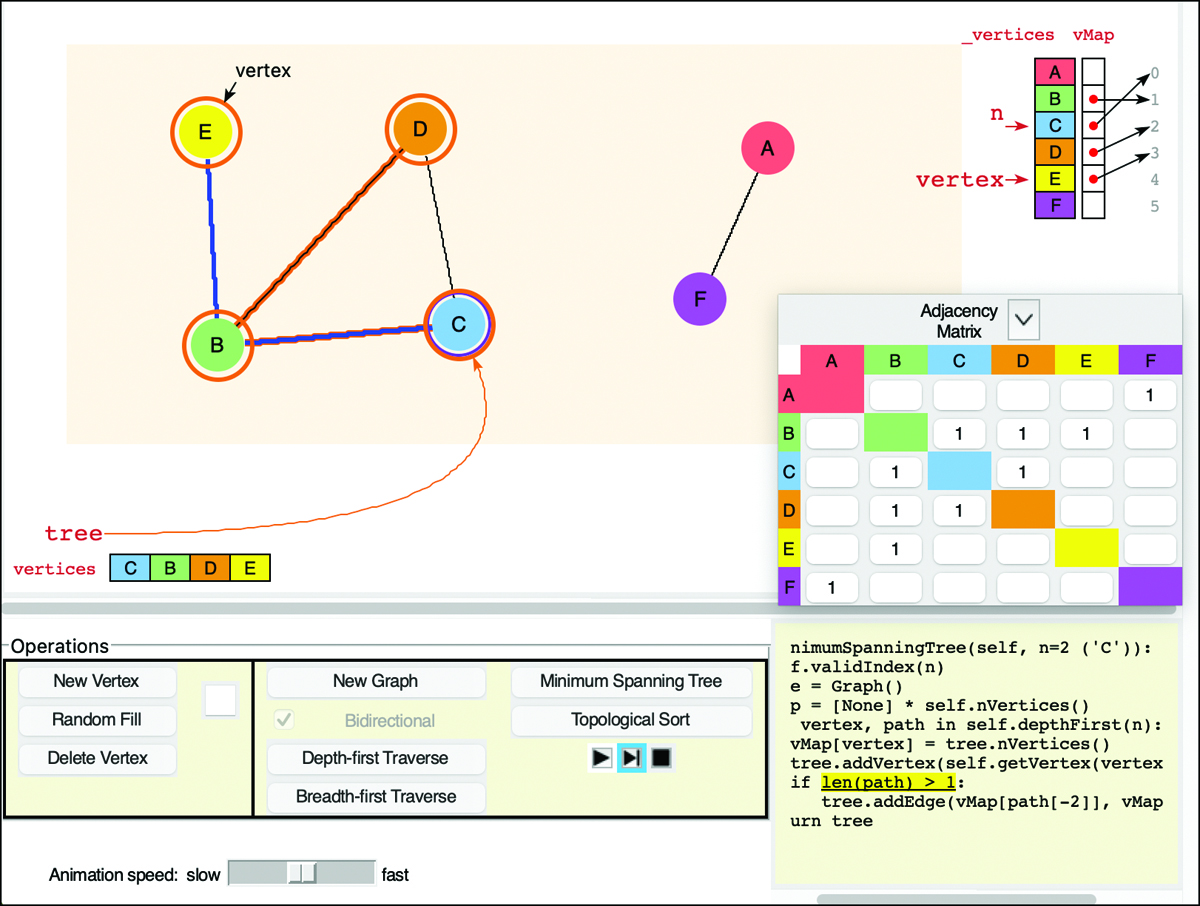 vertex
E
D
A
B
C
F
_vertices vMap
A 0
B 1
n
C 2
D 3
vertex
E 4
F 5
tree
vertices C B D E
Adjacency
Matrix
A B C D E F
A 1
B 1 1 1
C 1 1
D 1 1
E 1
F 1
Operations
New Vertex
Random Fill
Delete Vertex
New Graph
Bidirectional
Depth-first Traverse
Breadth-first Traverse
Minimum Spanning Tree
Topological Sort
Animation speed: slow fast
nimumSpanningTree(self, n=2 ('C')):
f.validIndex(n)
e = Graph()
p = [None] * self.nVertices()
vertex, path in self.depthFirst(n):
vMap[vertex] = tree.nVertices()
tree.addVertex(self.getVertex(vertex
if len(path) > 1:
tree.addEdge(vMap[path[-2]], vMap
urn tree